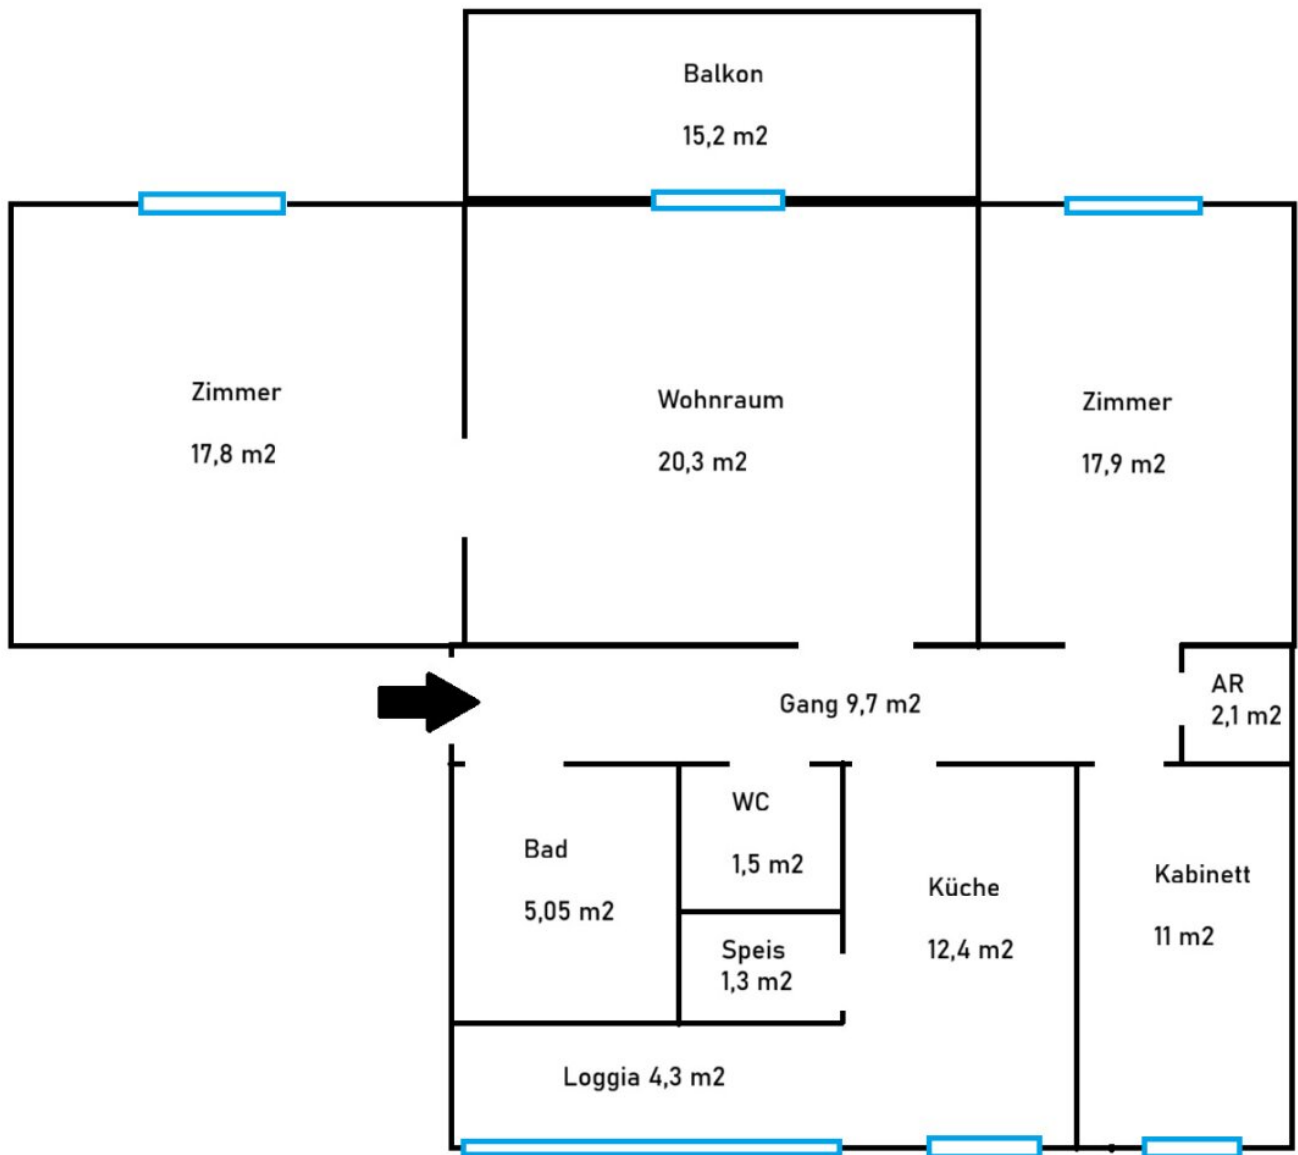 Balkon
15,2 m2
Zimmer
17,8 m2
Wohnraum
20,3 m2
Zimmer
17,9 m2
Gang 9,7 m2
AR
2,1 m2
Bad
5,05 m2
WC
1,5 m2
Speis
1,3 m2
Küche
12,4 m2
Kabinett
11 m2
Loggia 4,3 m2